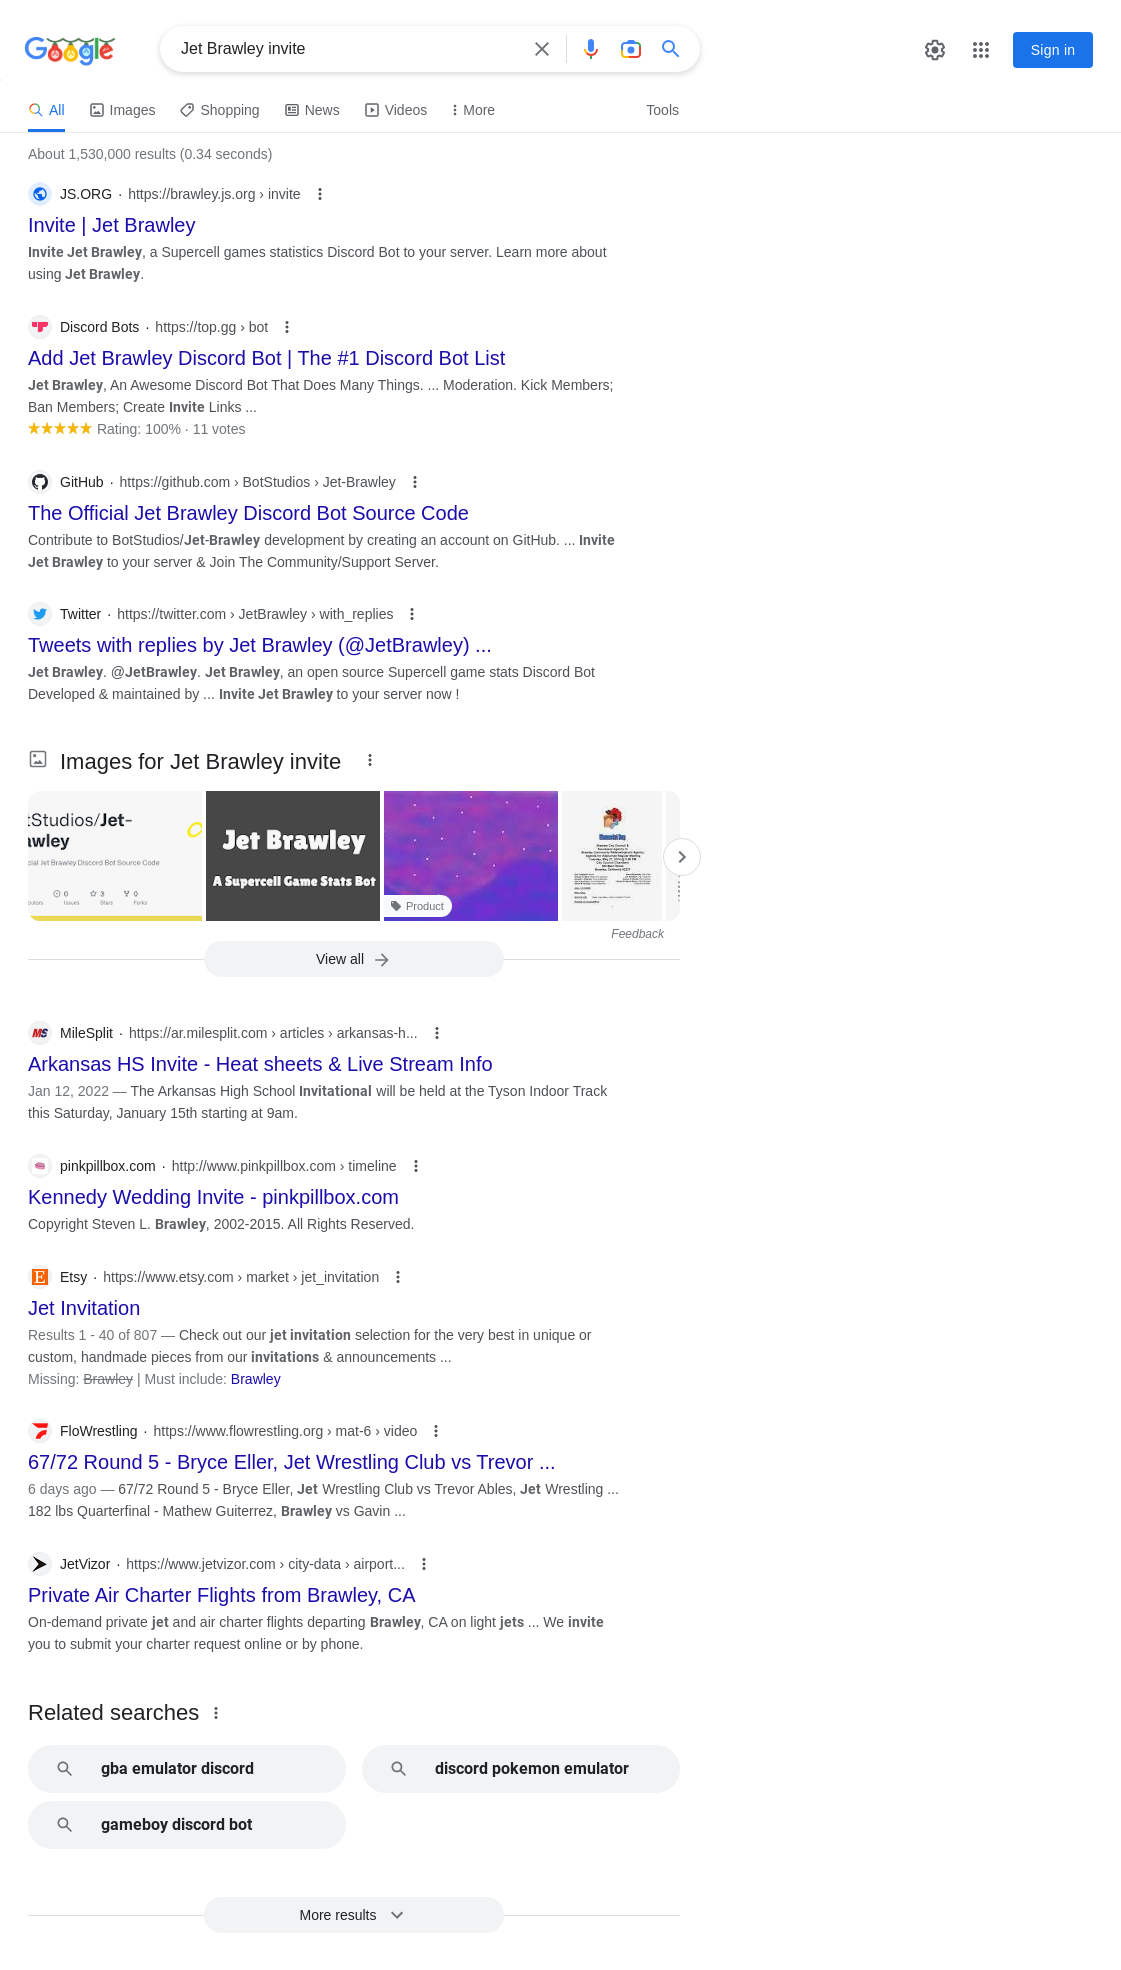 Google
Jet Brawley invite
Sign in
All
Images
Shopping
News
Videos
More
Tools
About 1,530,000 results (0.34 seconds)
JS.ORG · https://brawley.js.org › invite
Invite | Jet Brawley
Invite Jet Brawley, a Supercell games statistics Discord Bot to your server. Learn more about
using Jet Brawley.
Discord Bots · https://top.gg › bot
Add Jet Brawley Discord Bot | The #1 Discord Bot List
Jet Brawley, An Awesome Discord Bot That Does Many Things. ... Moderation. Kick Members;
Ban Members; Create Invite Links ...
Rating: 100% · 11 votes
GitHub · https://github.com › BotStudios › Jet-Brawley
The Official Jet Brawley Discord Bot Source Code
Contribute to BotStudios/Jet-Brawley development by creating an account on GitHub. ... Invite
Jet Brawley to your server & Join The Community/Support Server.
Twitter · https://twitter.com › JetBrawley › with_replies
Tweets with replies by Jet Brawley (@JetBrawley) ...
Jet Brawley. @JetBrawley. Jet Brawley, an open source Supercell game stats Discord Bot
Developed & maintained by ... Invite Jet Brawley to your server now !
Images for Jet Brawley invite
tStudios/Jet-
awley
cial Jet Brawley Discord Bot Source Code
0
3
0
Issues
Stars
Forks
Jet Brawley
A Supercell Game Stats Bot
Product
Memorial Day
Feedback
View all
MileSplit · https://ar.milesplit.com › articles › arkansas-h...
Arkansas HS Invite - Heat sheets & Live Stream Info
Jan 12, 2022 — The Arkansas High School Invitational will be held at the Tyson Indoor Track
this Saturday, January 15th starting at 9am.
pinkpillbox.com · http://www.pinkpillbox.com › timeline
Kennedy Wedding Invite - pinkpillbox.com
Copyright Steven L. Brawley, 2002-2015. All Rights Reserved.
Etsy · https://www.etsy.com › market › jet_invitation
Jet Invitation
Results 1 - 40 of 807 — Check out our jet invitation selection for the very best in unique or
custom, handmade pieces from our invitations & announcements ...
Missing: Brawley | Must include: Brawley
FloWrestling · https://www.flowrestling.org › mat-6 › video
67/72 Round 5 - Bryce Eller, Jet Wrestling Club vs Trevor ...
6 days ago — 67/72 Round 5 - Bryce Eller, Jet Wrestling Club vs Trevor Ables, Jet Wrestling ...
182 lbs Quarterfinal - Mathew Guiterrez, Brawley vs Gavin ...
JetVizor · https://www.jetvizor.com › city-data › airport...
Private Air Charter Flights from Brawley, CA
On-demand private jet and air charter flights departing Brawley, CA on light jets ... We invite
you to submit your charter request online or by phone.
Related searches
gba emulator discord
discord pokemon emulator
gameboy discord bot
More results